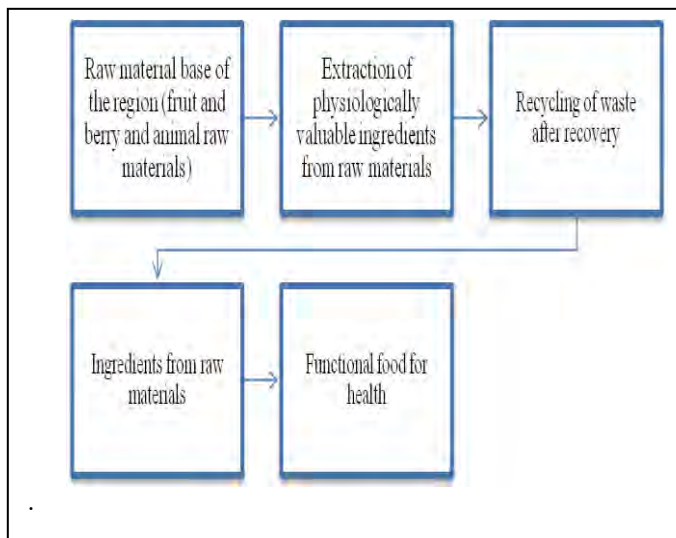 Raw material base of
the region (fruit and
berry and animal raw
materials)
Extraction of
physiologically
valuable ingredients
from raw materials
Recycling of waste
after recovery
Ingredients from raw
materials
Functional food for
health
.